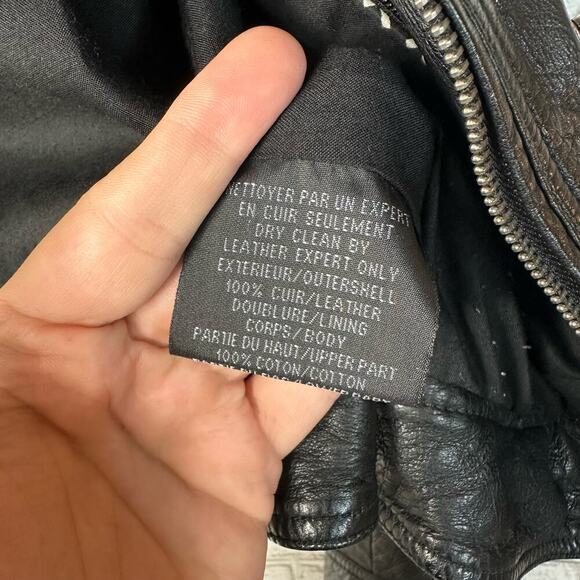 NETTOYER PAR UN EXPERT
EN CUIR SEULEMENT
DRY CLEAN BY
LEATHER EXPERT ONLY
EXTERIEUR/OUTERSHELL
100% CUIR/LEATHER
DOUBLURE/LINING
CORPS/BODY
PARTIE DU HAUT/UPPER PART
100% COTON/COTTON